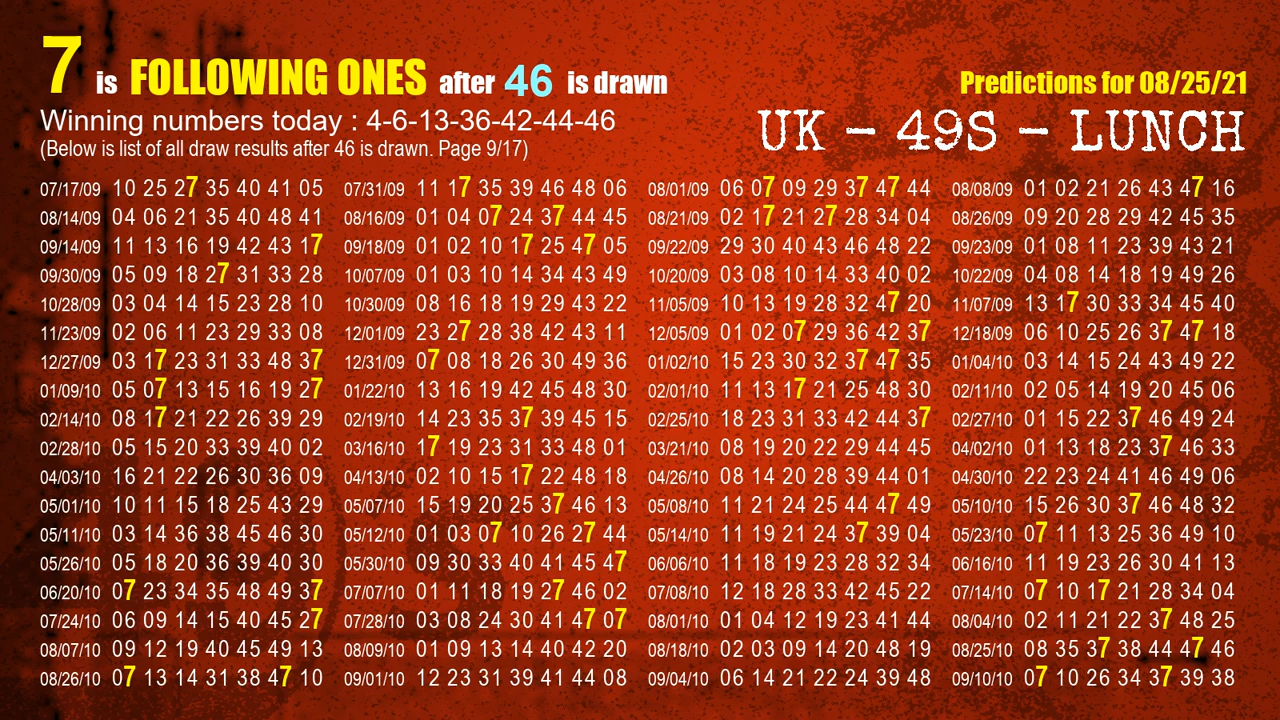 7 is FOLLOWING ONES after 46 is drawn
Predictions for 08/25/21
Winning numbers today : 4-6-13-36-42-44-46
UK - 49S - LUNCH
(Below is list of all draw results after 46 is drawn. Page 9/17)
07/17/09 10 25 27 35 40 41 05 07/31/09 11 17 35 39 46 48 06 08/01/09 06 07 09 29 37 47 44 08/08/09 01 02 21 26 43 47 16
08/14/09 04 06 21 35 40 48 41 08/16/09 01 04 07 24 37 44 45 08/21/09 02 17 21 27 28 34 04 08/26/09 09 20 28 29 42 45 35
09/14/09 11 13 16 19 42 43 17 09/18/09 01 02 10 17 25 47 05 09/22/09 29 30 40 43 46 48 22 09/23/09 01 08 11 23 39 43 21
09/30/09 05 09 18 27 31 33 28 10/07/09 01 03 10 14 34 43 49 10/20/09 03 08 10 14 33 40 02 10/22/09 04 08 14 18 19 49 26
10/28/09 03 04 14 15 23 28 10 10/30/09 08 16 18 19 29 43 22 11/05/09 10 13 19 28 32 47 20 11/07/09 13 17 30 33 34 45 40
11/23/09 02 06 11 23 29 33 08 12/01/09 23 27 28 38 42 43 11 12/05/09 01 02 07 29 36 42 37 12/18/09 06 10 25 26 37 47 18
12/27/09 03 17 23 31 33 48 37 12/31/09 07 08 18 26 30 49 36 01/02/10 15 23 30 32 37 47 35 01/04/10 03 14 15 24 43 49 22
01/09/10 05 07 13 15 16 19 27 01/22/10 13 16 19 42 45 48 30 02/01/10 11 13 17 21 25 48 30 02/11/10 02 05 14 19 20 45 06
02/14/10 08 17 21 22 26 39 29 02/19/10 14 23 35 37 39 45 15 02/25/10 18 23 31 33 42 44 37 02/27/10 01 15 22 37 46 49 24
02/28/10 05 15 20 33 39 40 02 03/16/10 17 19 23 31 33 48 01 03/21/10 08 19 20 22 29 44 45 04/02/10 01 13 18 23 37 46 33
04/03/10 16 21 22 26 30 36 09 04/13/10 02 10 15 17 22 48 18 04/26/10 08 14 20 28 39 44 01 04/30/10 22 23 24 41 46 49 06
05/01/10 10 11 15 18 25 43 29 05/07/10 15 19 20 25 37 46 13 05/08/10 11 21 24 25 44 47 49 05/10/10 15 26 30 37 46 48 32
05/11/10 03 14 36 38 45 46 30 05/12/10 01 03 07 10 26 27 44 05/14/10 11 19 21 24 37 39 04 05/23/10 07 11 13 25 36 49 10
05/26/10 05 18 20 36 39 40 30 05/30/10 09 30 33 40 41 45 47 06/06/10 11 18 19 23 28 32 34 06/16/10 11 19 23 26 30 41 13
06/20/10 07 23 34 35 48 49 37 07/07/10 01 11 18 19 27 46 02 07/08/10 12 18 28 33 42 45 22 07/14/10 07 10 17 21 28 34 04
07/24/10 06 09 14 15 40 45 27 07/28/10 03 08 24 30 41 47 07 08/01/10 01 04 12 19 23 41 44 08/04/10 02 11 21 22 37 48 25
08/07/10 09 12 19 40 45 49 13 08/09/10 01 09 13 14 40 42 20 08/18/10 02 03 09 14 20 48 19 08/25/10 08 35 37 38 44 47 46
08/26/10 07 13 14 31 38 47 10 09/01/10 12 23 31 39 41 44 08 09/04/10 06 14 21 22 24 39 48 09/10/10 07 10 26 34 37 39 38